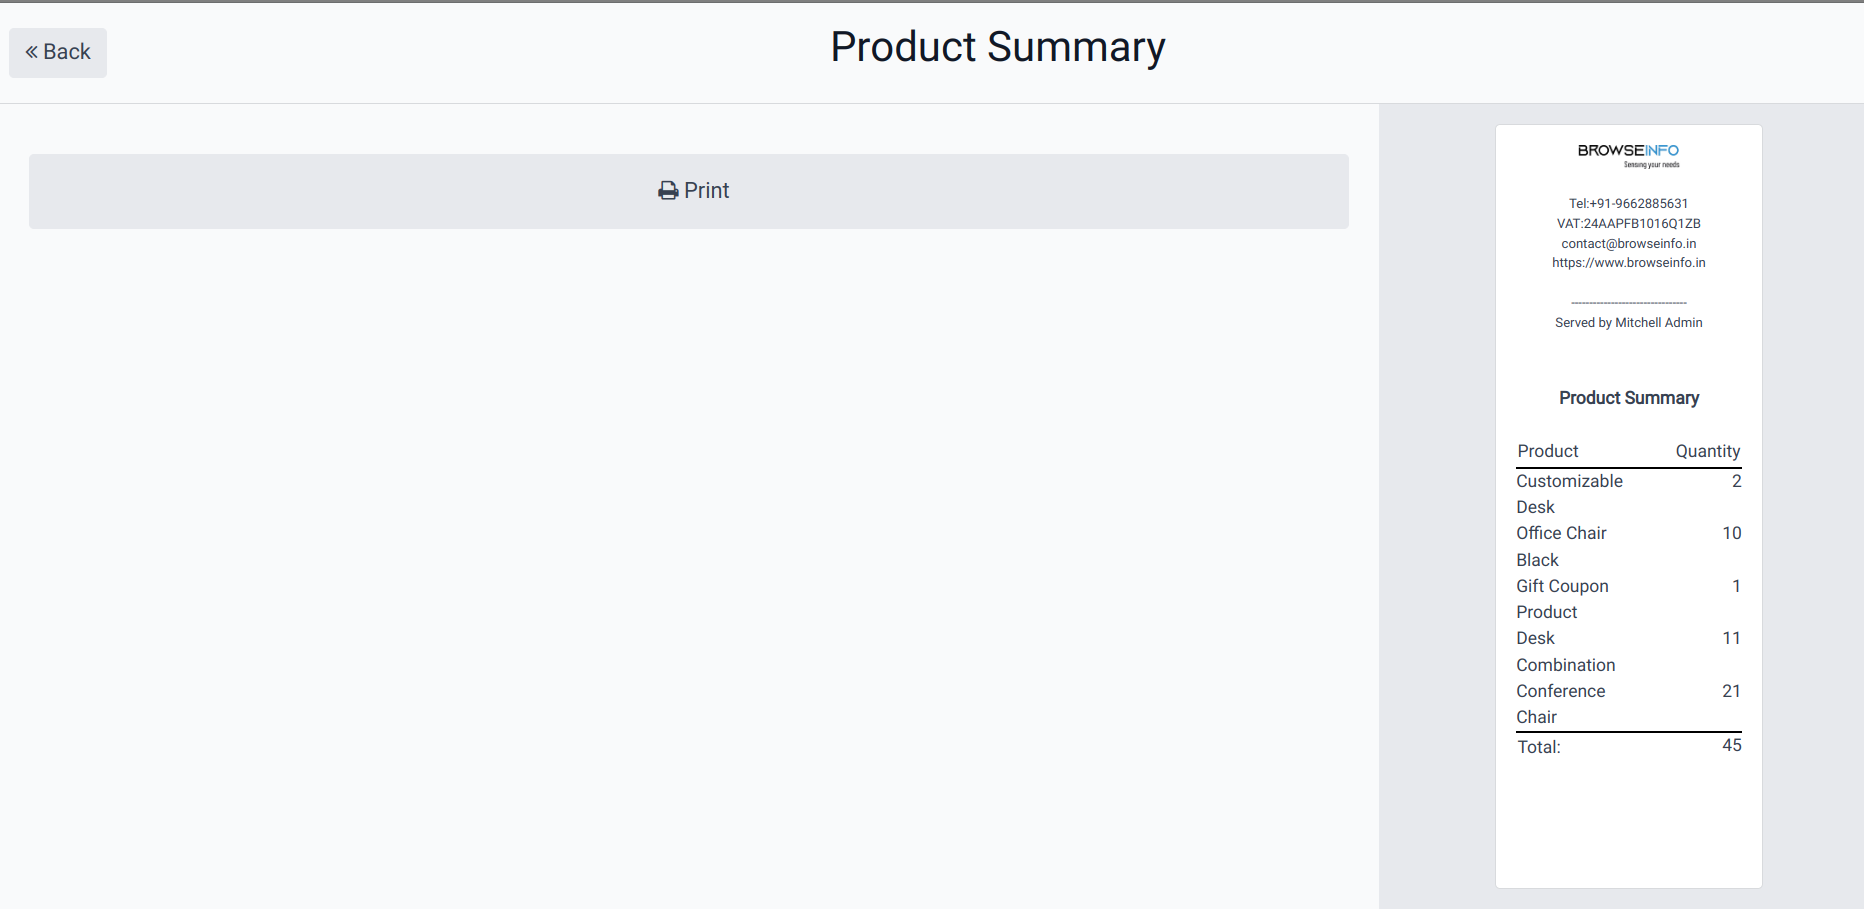 Back
Product Summary
Print
BROWSEINFO
Sensing your needs
Tel:+91-9662885631
VAT:24AAPFB1016Q1ZB
contact@browseinfo.in
https://www.browseinfo.in
--------------------------------
Served by Mitchell Admin
Product Summary
Product Quantity
Customizable 2
Desk
Office Chair 10
Black
Gift Coupon 1
Product
Desk 11
Combination
Conference 21
Chair
Total: 45